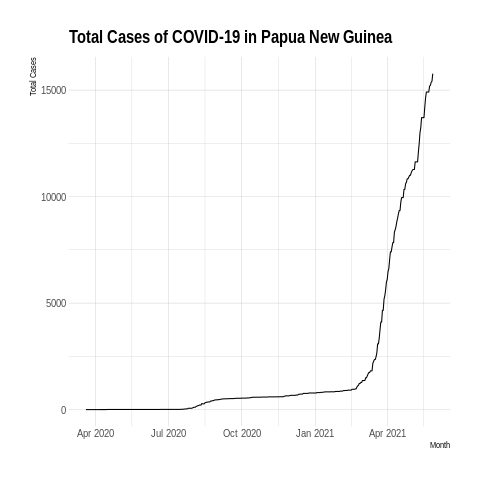 Total Cases of COVID-19 in Papua New Guinea
Total Cases
15000
10000
5000
0
Apr 2020 Jul 2020 Oct 2020 Jan 2021 Apr 2021
Month